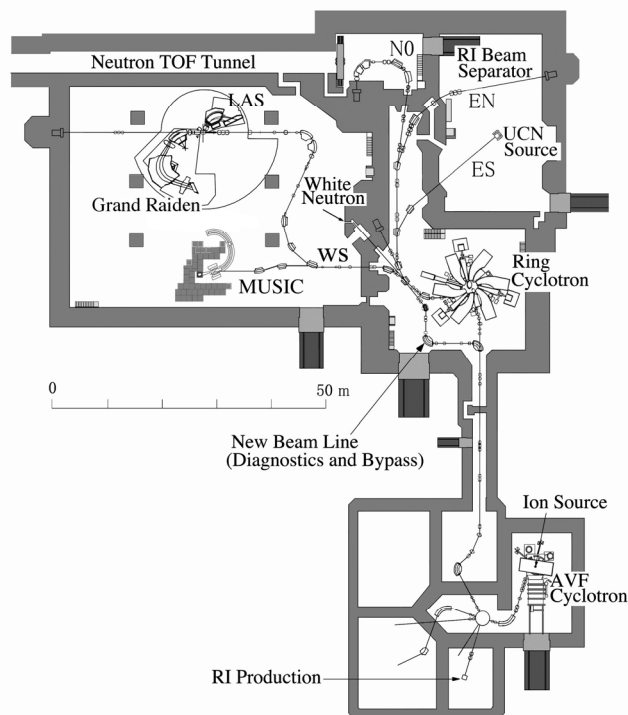 Neutron TOF Tunnel
N0
RI Beam
Separator
EN
LAS
UCN
Source
ES
White
Neutron
Grand Raiden
WS
MUSIC
Ring
Cyclotron
0
50 m
New Beam Line
(Diagnostics and Bypass)
Ion Source
AVF
Cyclotron
RI Production